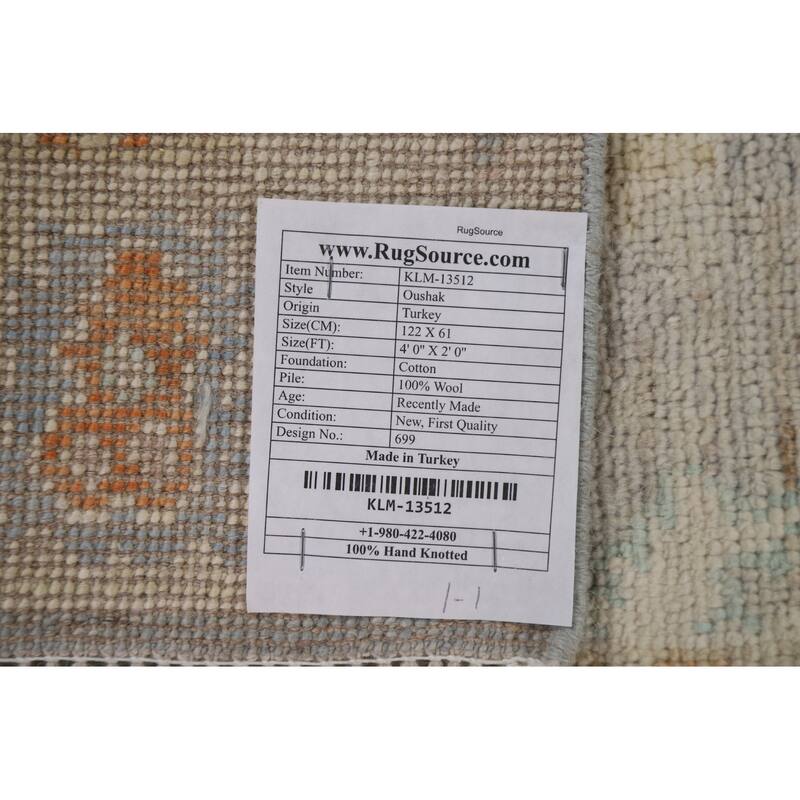 RugSource
www.RugSource.com
Item Number: KLM-13512
Style Oushak
Origin Turkey
Size(CM): 122 X 61
Size(FT): 4' 0" X 2' 0"
Foundation: Cotton
Pile: 100% Wool
Age: Recently Made
Condition: New, First Quality
Design No.: 699
Made in Turkey
KLM-13512
+1-980-422-4080
100% Hand Knotted
1-1